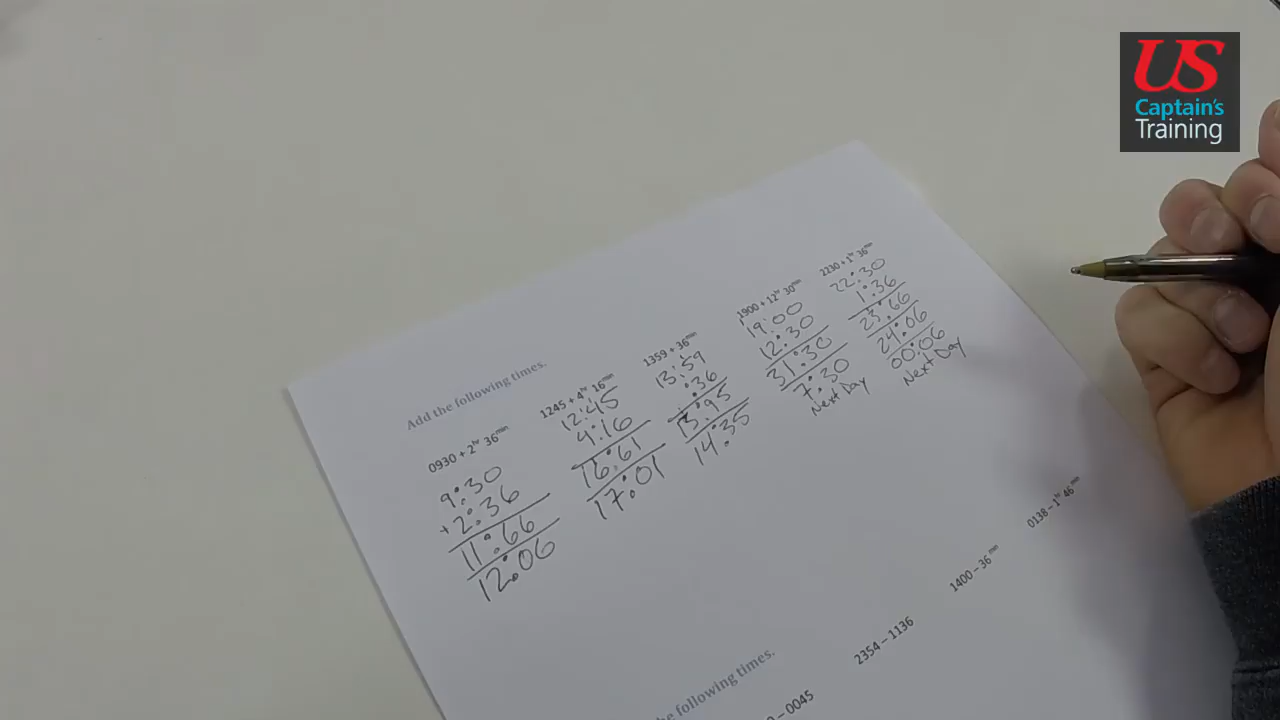 US
Captain's
Training
Add the following times.
0930 + 2hr 36min
9:30
+2:36
11:66
12:06
1245 + 4hr 16min
12:45
4:16
16:61
17:01
1359 + 36min
13:59
:36
13:95
14:35
1900 + 12hr 30min
19:00
12:30
31:30
7:30
Next Day
2230 + 1hr 36min
22:30
1:36
23:66
24:06
00:06
Next Day
the following times.
– 0045
2354 – 1136
1400 – 36min
0138 – 1hr 46min